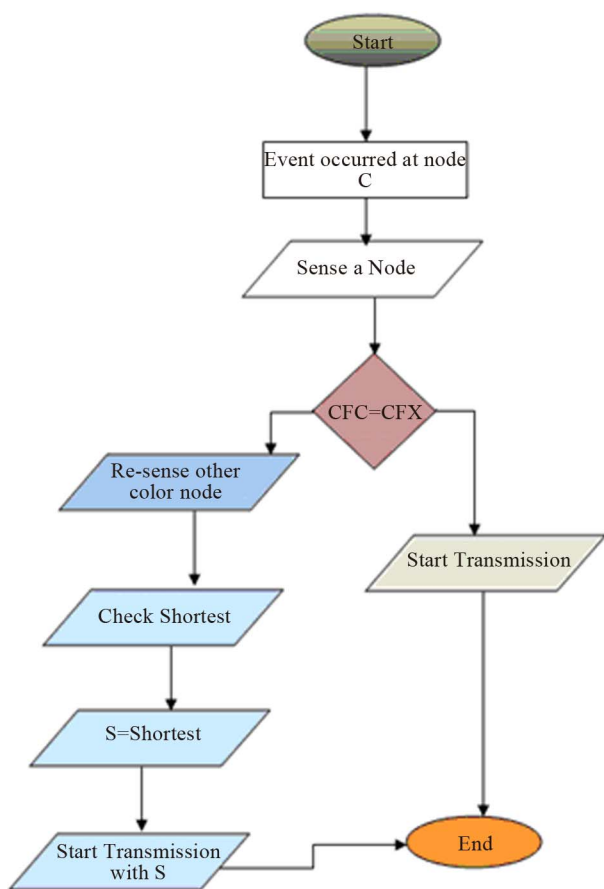 Start
Event occurred at node
C
Sense a Node
CFC=CFX
Re-sense other
color node
Start Transmission
Check Shortest
S=Shortest
Start Transmission
with S
End